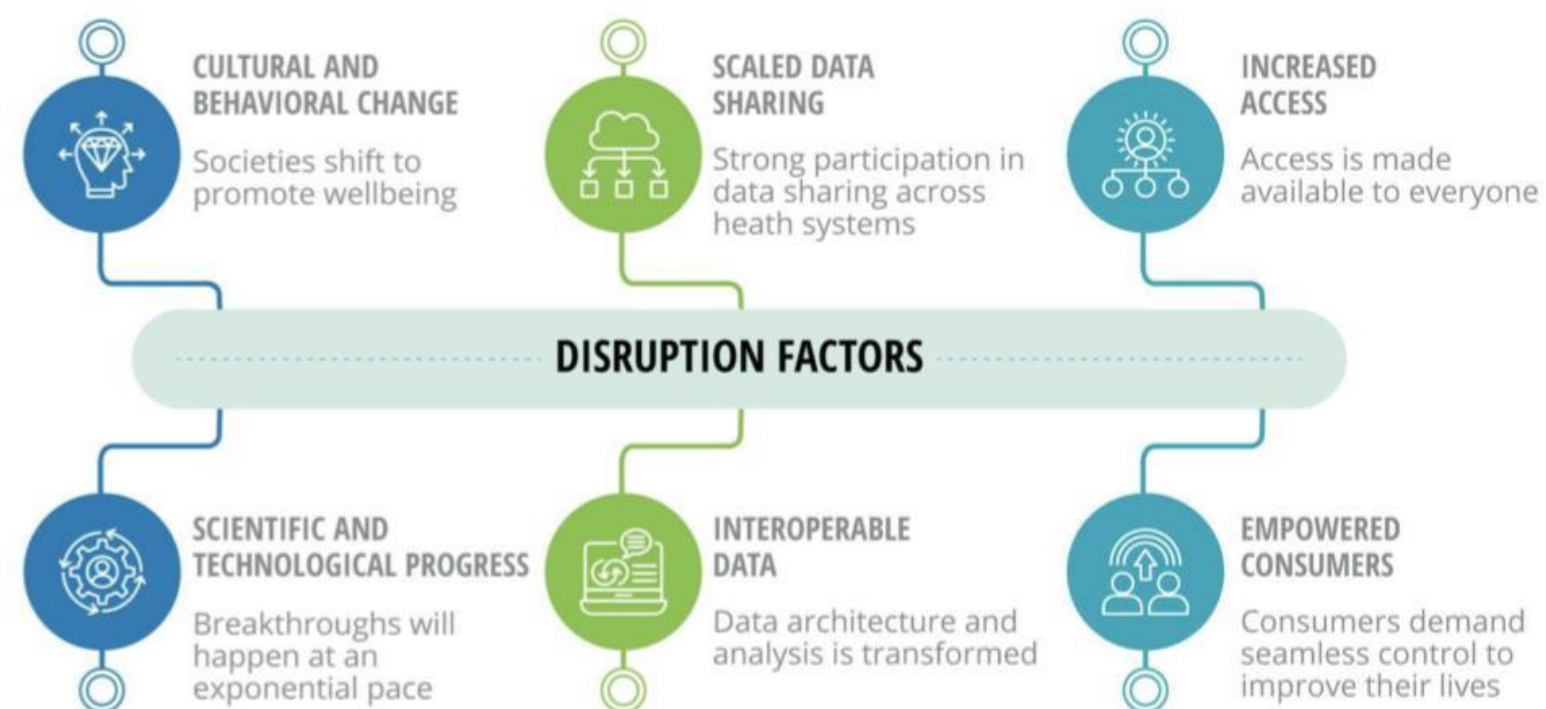 CULTURAL AND
BEHAVIORAL CHANGE
Societies shift to
promote wellbeing
SCALED DATA
SHARING
Strong participation in
data sharing across
heath systems
INCREASED
ACCESS
Access is made
available to everyone
DISRUPTION FACTORS
SCIENTIFIC AND
TECHNOLOGICAL PROGRESS
Breakthroughs will
happen at an
exponential pace
INTEROPERABLE
DATA
Data architecture and
analysis is transformed
EMPOWERED
CONSUMERS
Consumers demand
seamless control to
improve their lives